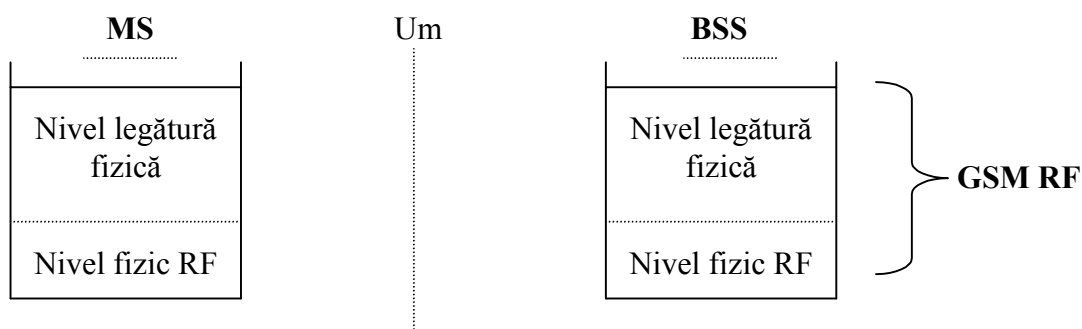 MS
Um
BSS
Nivel legătură
fizică
Nivel legătură
fizică
GSM RF
Nivel fizic RF
Nivel fizic RF